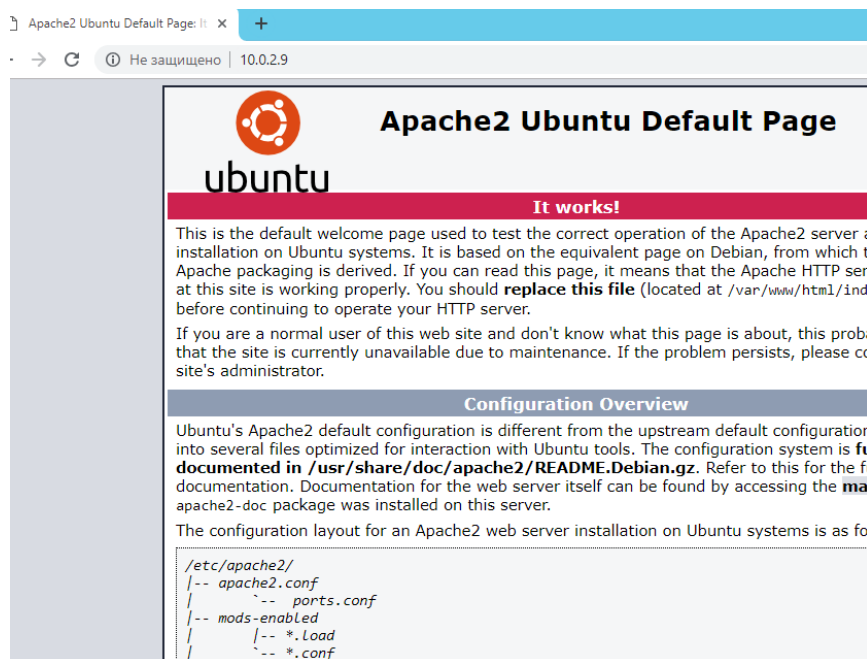 Apache2 Ubuntu Default Page: It
Не защищено | 10.0.2.9
ubuntu
Apache2 Ubuntu Default Page
It works!
This is the default welcome page used to test the correct operation of the Apache2 server a
installation on Ubuntu systems. It is based on the equivalent page on Debian, from which t
Apache packaging is derived. If you can read this page, it means that the Apache HTTP ser
at this site is working properly. You should replace this file (located at /var/www/html/ind
before continuing to operate your HTTP server.
If you are a normal user of this web site and don't know what this page is about, this proba
that the site is currently unavailable due to maintenance. If the problem persists, please co
site's administrator.
Configuration Overview
Ubuntu's Apache2 default configuration is different from the upstream default configuration
into several files optimized for interaction with Ubuntu tools. The configuration system is fu
documented in /usr/share/doc/apache2/README.Debian.gz. Refer to this for the f
documentation. Documentation for the web server itself can be found by accessing the ma
apache2-doc package was installed on this server.
The configuration layout for an Apache2 web server installation on Ubuntu systems is as fo
/etc/apache2/
|-- apache2.conf
|       `--  ports.conf
|-- mods-enabled
|       |-- *.load
|       `-- *.conf